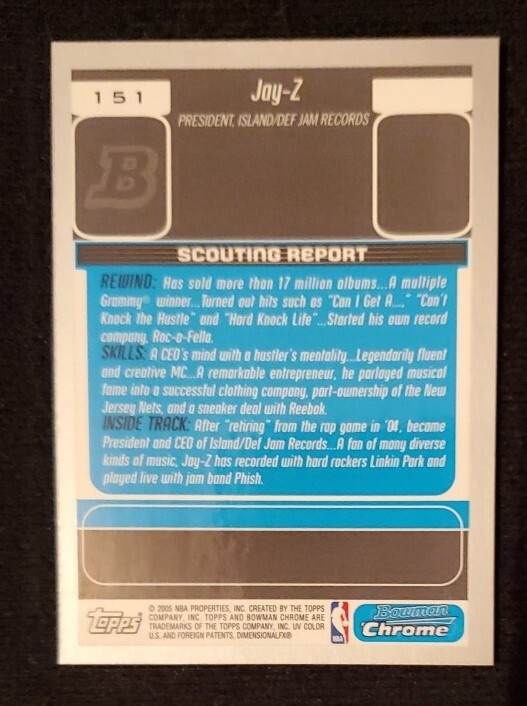 151
Jay-Z
PRESIDENT, ISLAND/DEF JAM RECORDS
B
SCOUTING REPORT
REWIND: Has sold more than 17 million albums...A multiple
Grammy® winner...Turned out hits such as "Can I Get A...," "Can't
Knock the Hustle" and "Hard Knock Life"...Started his own record
company, Roc-a-Fella.
SKILLS: A CEO's mind with a hustler's mentality...Legendarily fluent
and creative MC...A remarkable entrepreneur, he parlayed musical
fame into a successful clothing company, part-ownership of the New
Jersey Nets, and a sneaker deal with Reebok.
INSIDE TRACK: After "retiring" from the rap game in '04, became
President and CEO of Island/Def Jam Records...A fan of many diverse
kinds of music, Jay-Z has recorded with hard rockers Linkin Park and
played live with jam band Phish.
Topps®
© 2005 NBA PROPERTIES, INC. CREATED BY THE TOPPS
COMPANY, INC. TOPPS AND BOWMAN CHROME ARE
TRADEMARKS OF THE TOPPS COMPANY, INC. UV COLOR
U.S. AND FOREIGN PATENTS, DIMENSIONALFX®
NBA
Bowman
Chrome